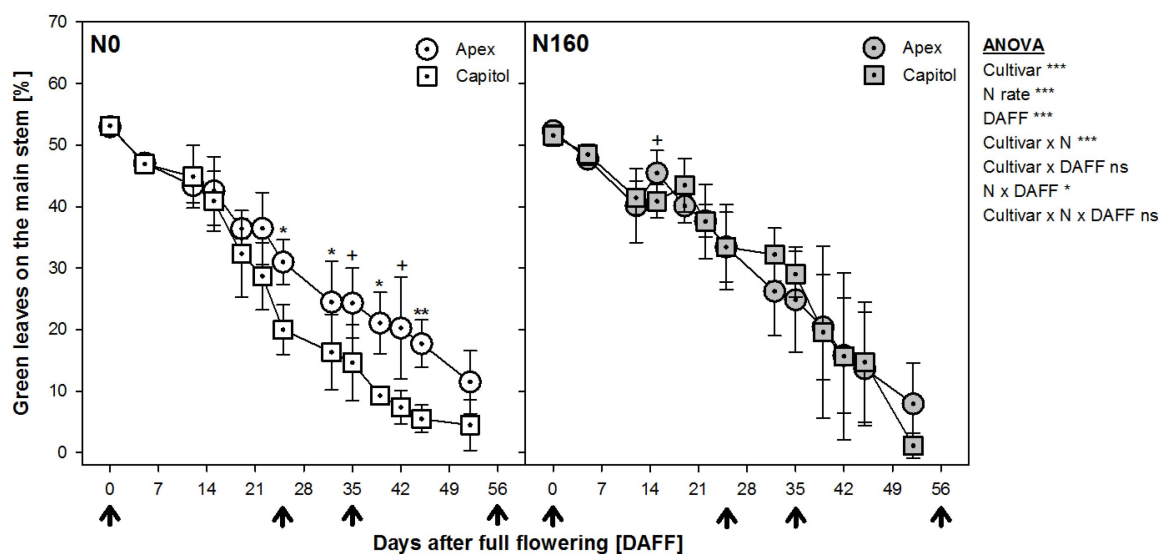 N0
Apex
Capitol
N160
Apex
Capitol
ANOVA
Cultivar ***
N rate ***
DAFF ***
Cultivar x N ***
Cultivar x DAFF ns
N x DAFF *
Cultivar x N x DAFF ns
Green leaves on the main stem [%]
70
60
50
40
30
20
10
0
* * + * + **
+
0 7 14 21 28 35 42 49 56
0 7 14 21 28 35 42 49 56
Days after full flowering [DAFF]